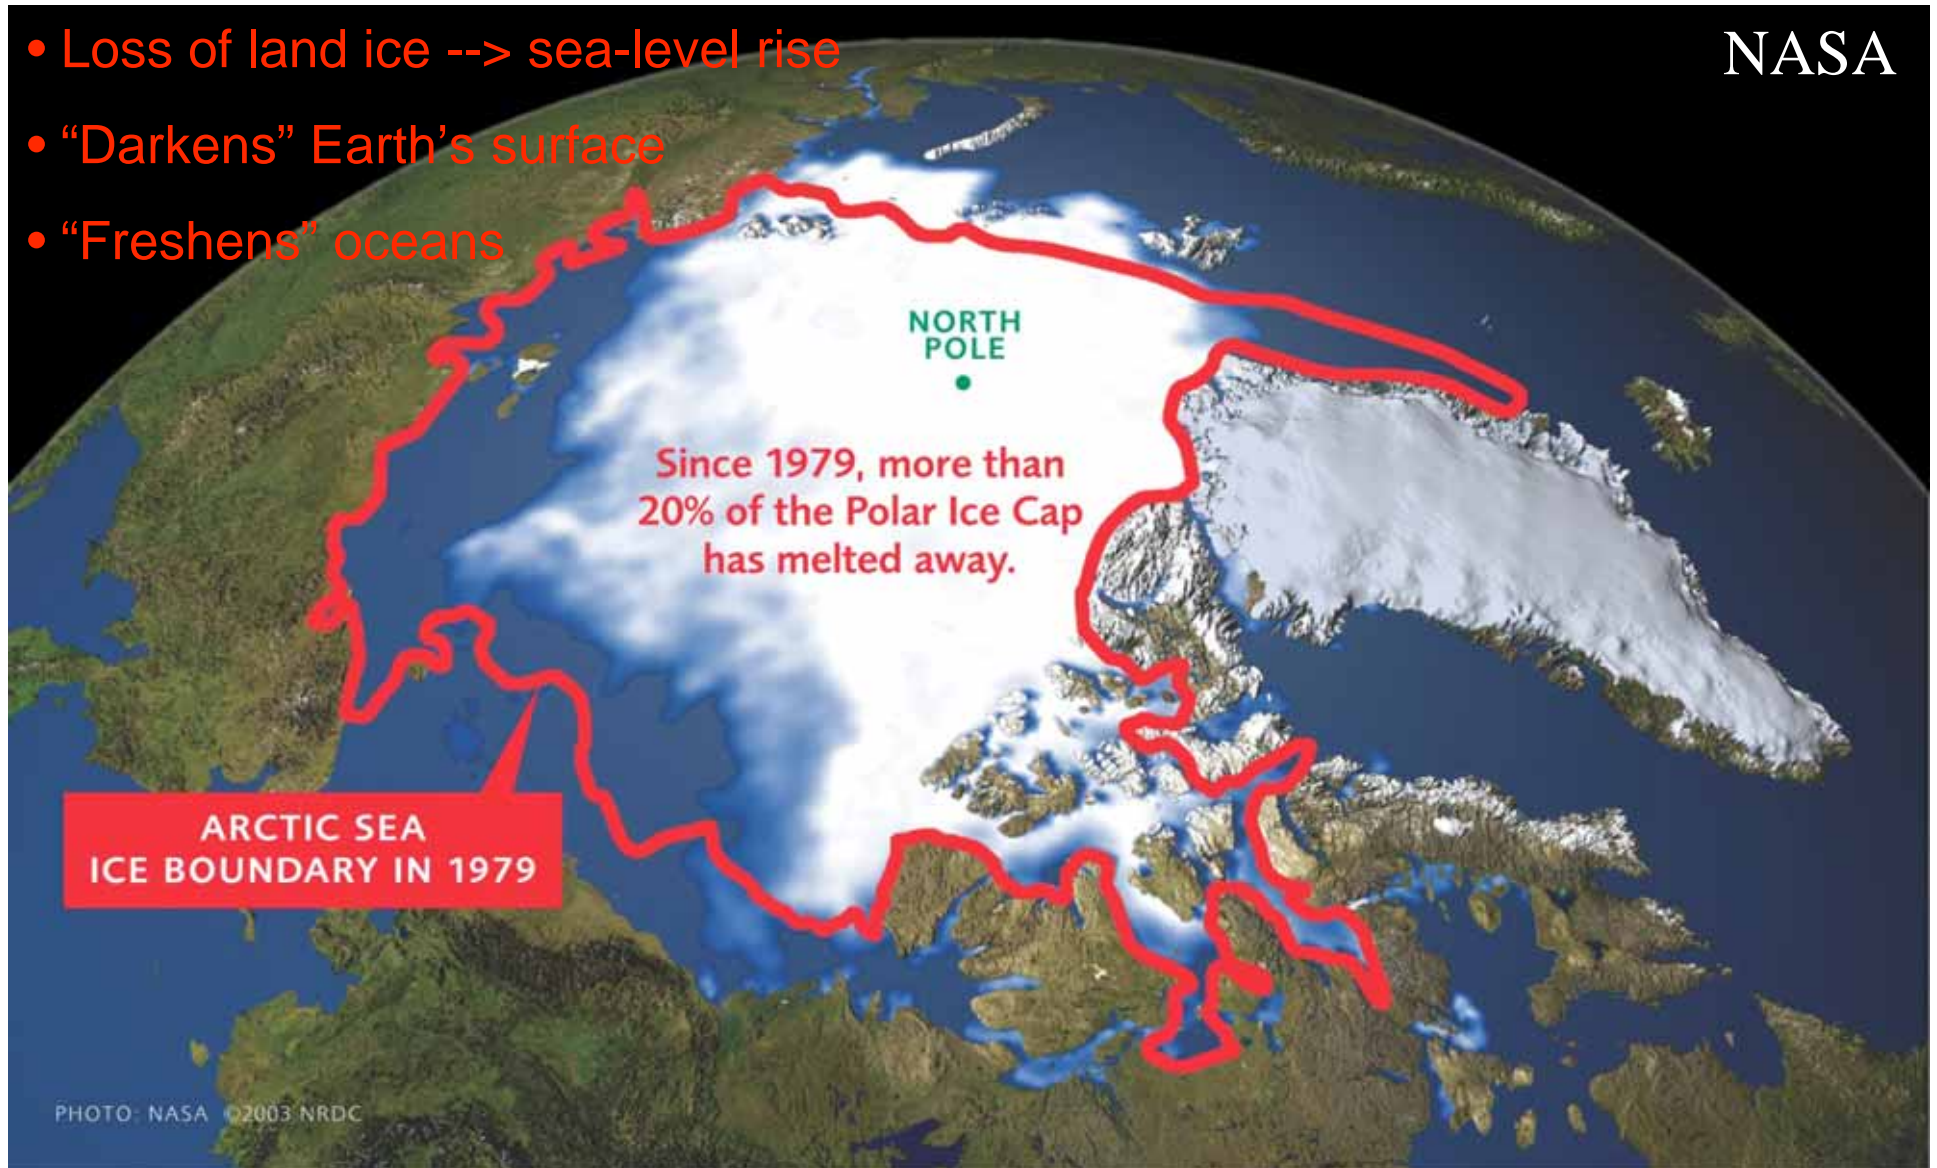 • Loss of land ice --> sea-level rise
NASA
• “Darkens” Earth's surface
• “Freshens” oceans
NORTH
POLE
Since 1979, more than
20% of the Polar Ice Cap
has melted away.
ARCTIC SEA
ICE BOUNDARY IN 1979
PHOTO: NASA ©2003 NRDC